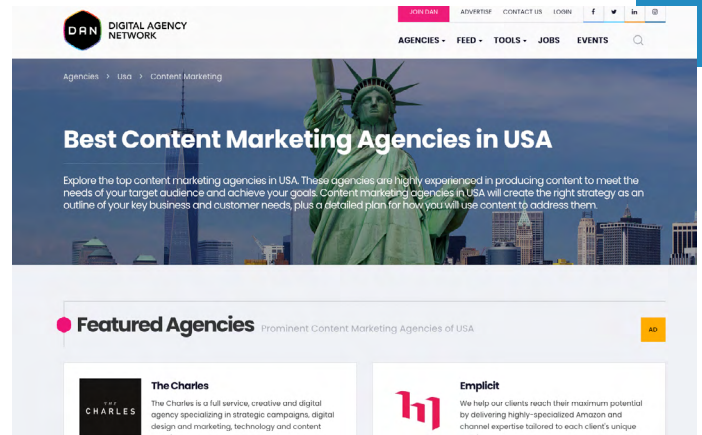 JOIN DAN
ADVERTISE
CONTACT US
LOGIN
DAN
DIGITAL AGENCY
NETWORK
AGENCIES
FEED
TOOLS
JOBS
EVENTS
Agencies > Usa > Content Marketing
Best Content Marketing Agencies in USA
Explore the top content marketing agencies in USA. These agencies are highly experienced in producing content to meet the
needs of your target audience and achieve your goals. Content marketing agencies in USA will create the right strategy as an
outline of your key business and customer needs, plus a detailed plan for how you will use content to address them.
Featured Agencies Prominent Content Marketing Agencies of USA
AD
THE
CHARLES
The Charles
The Charles is a full service, creative and digital
agency specializing in strategic campaigns, digital
design and marketing, technology and content
Emplicit
We help our clients reach their maximum potential
by delivering highly-specialized Amazon and
channel expertise tailored to each client's unique